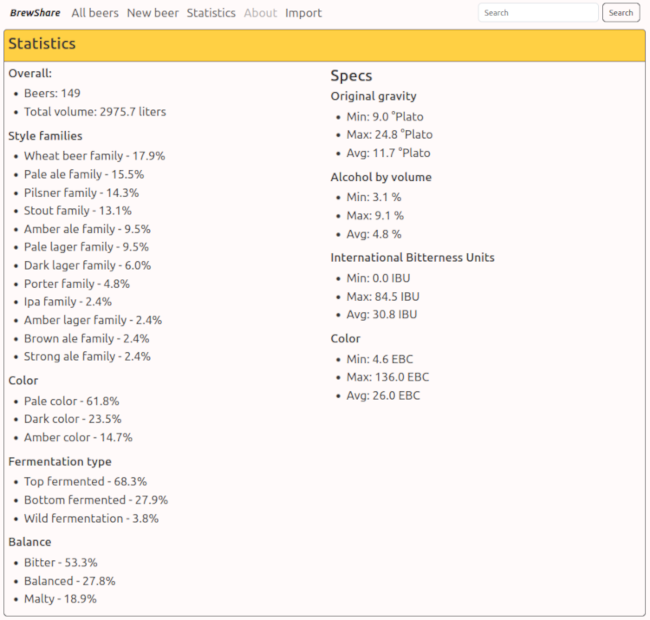 BrewShare All beers New beer Statistics About Import Search Search
Statistics
Overall:
• Beers: 149
• Total volume: 2975.7 liters
Style families
• Wheat beer family - 17.9%
• Pale ale family - 15.5%
• Pilsner family - 14.3%
• Stout family - 13.1%
• Amber ale family - 9.5%
• Pale lager family - 9.5%
• Dark lager family - 6.0%
• Porter family - 4.8%
• Ipa family - 2.4%
• Amber lager family - 2.4%
• Brown ale family - 2.4%
• Strong ale family - 2.4%
Color
• Pale color - 61.8%
• Dark color - 23.5%
• Amber color - 14.7%
Fermentation type
• Top fermented - 68.3%
• Bottom fermented - 27.9%
• Wild fermentation - 3.8%
Balance
• Bitter - 53.3%
• Balanced - 27.8%
• Malty - 18.9%
Specs
Original gravity
• Min: 9.0 °Plato
• Max: 24.8 °Plato
• Avg: 11.7 °Plato
Alcohol by volume
• Min: 3.1 %
• Max: 9.1 %
• Avg: 4.8 %
International Bitterness Units
• Min: 0.0 IBU
• Max: 84.5 IBU
• Avg: 30.8 IBU
Color
• Min: 4.6 EBC
• Max: 136.0 EBC
• Avg: 26.0 EBC